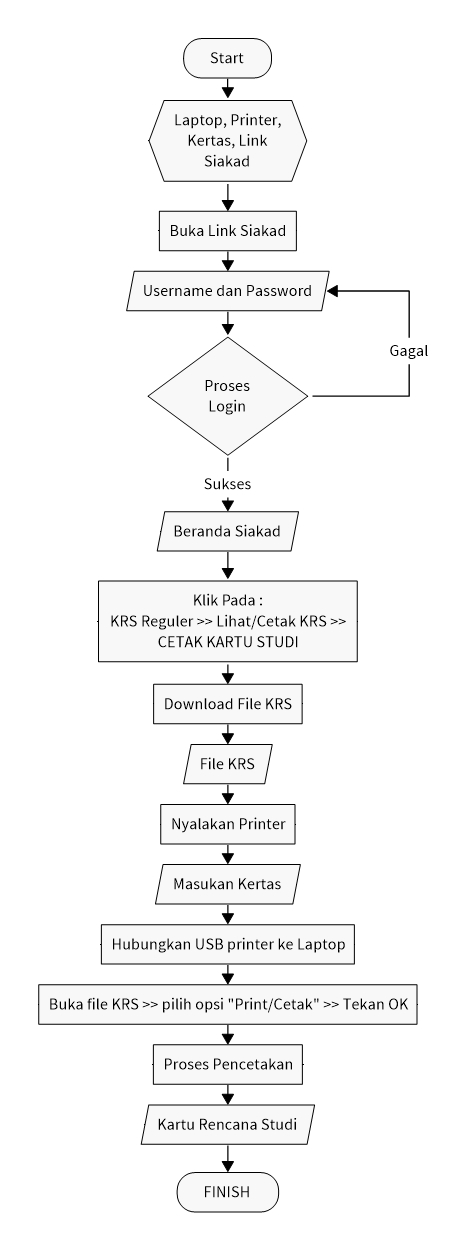 Start
Laptop, Printer,
Kertas, Link
Siakad
Buka Link Siakad
Username dan Password
Gagal
Proses
Login
Sukses
Beranda Siakad
Klik Pada :
KRS Reguler >> Lihat/Cetak KRS >>
CETAK KARTU STUDI
Download File KRS
File KRS
Nyalakan Printer
Masukan Kertas
Hubungkan USB printer ke Laptop
Buka file KRS >> pilih opsi "Print/Cetak" >> Tekan OK
Proses Pencetakan
Kartu Rencana Studi
FINISH